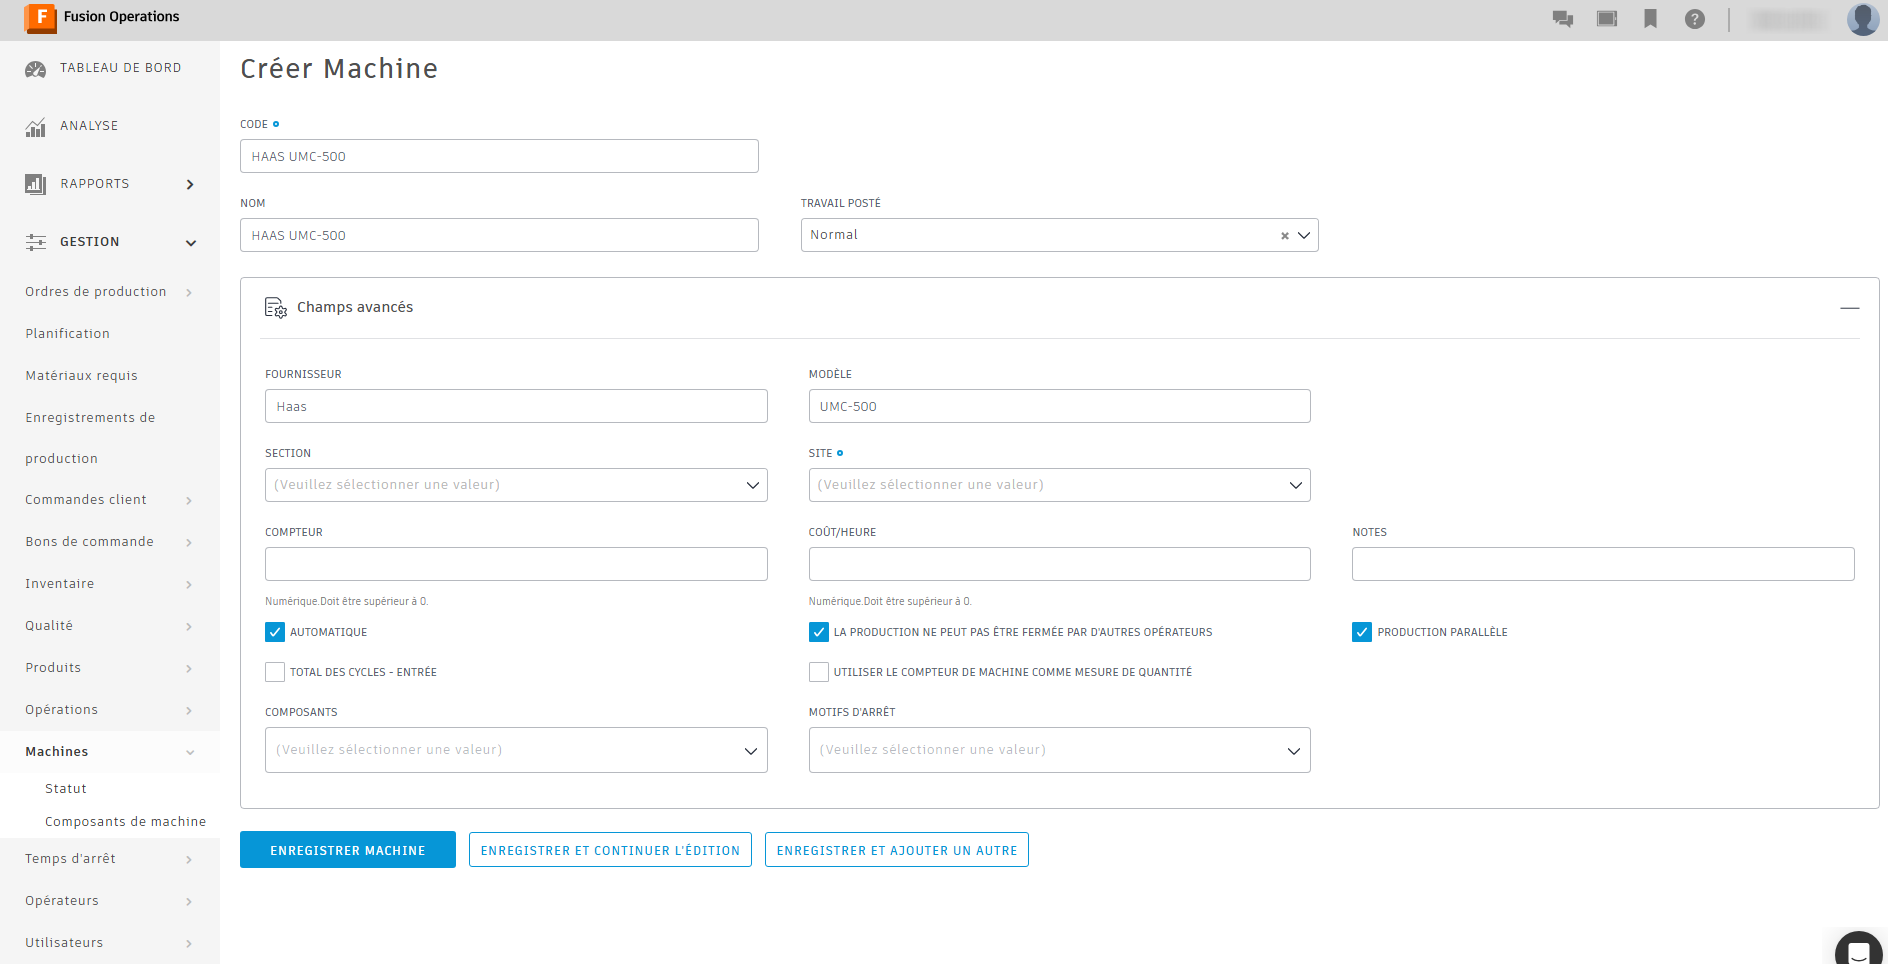 F Fusion Operations
?
TABLEAU DE BORD
ANALYSE
RAPPORTS
GESTION
Ordres de production
Planification
Matériaux requis
Enregistrements de
production
Commandes client
Bons de commande
Inventaire
Qualité
Produits
Opérations
Machines
Statut
Composants de machine
Temps d'arrêt
Opérateurs
Utilisateurs
Créer Machine
CODE
HAAS UMC-500
NOM
HAAS UMC-500
TRAVAIL POSTÉ
Normal
Champs avancés
FOURNISSEUR
Haas
MODÈLE
UMC-500
SECTION
(Veuillez sélectionner une valeur)
SITE
(Veuillez sélectionner une valeur)
COMPTEUR
Numérique.Doit être supérieur à 0.
COÛT/HEURE
Numérique.Doit être supérieur à 0.
NOTES
AUTOMATIQUE
LA PRODUCTION NE PEUT PAS ÊTRE FERMÉE PAR D'AUTRES OPÉRATEURS
PRODUCTION PARALLÈLE
TOTAL DES CYCLES - ENTRÉE
UTILISER LE COMPTEUR DE MACHINE COMME MESURE DE QUANTITÉ
COMPOSANTS
(Veuillez sélectionner une valeur)
MOTIFS D'ARRÊT
(Veuillez sélectionner une valeur)
ENREGISTRER MACHINE
ENREGISTRER ET CONTINUER L'ÉDITION
ENREGISTRER ET AJOUTER UN AUTRE